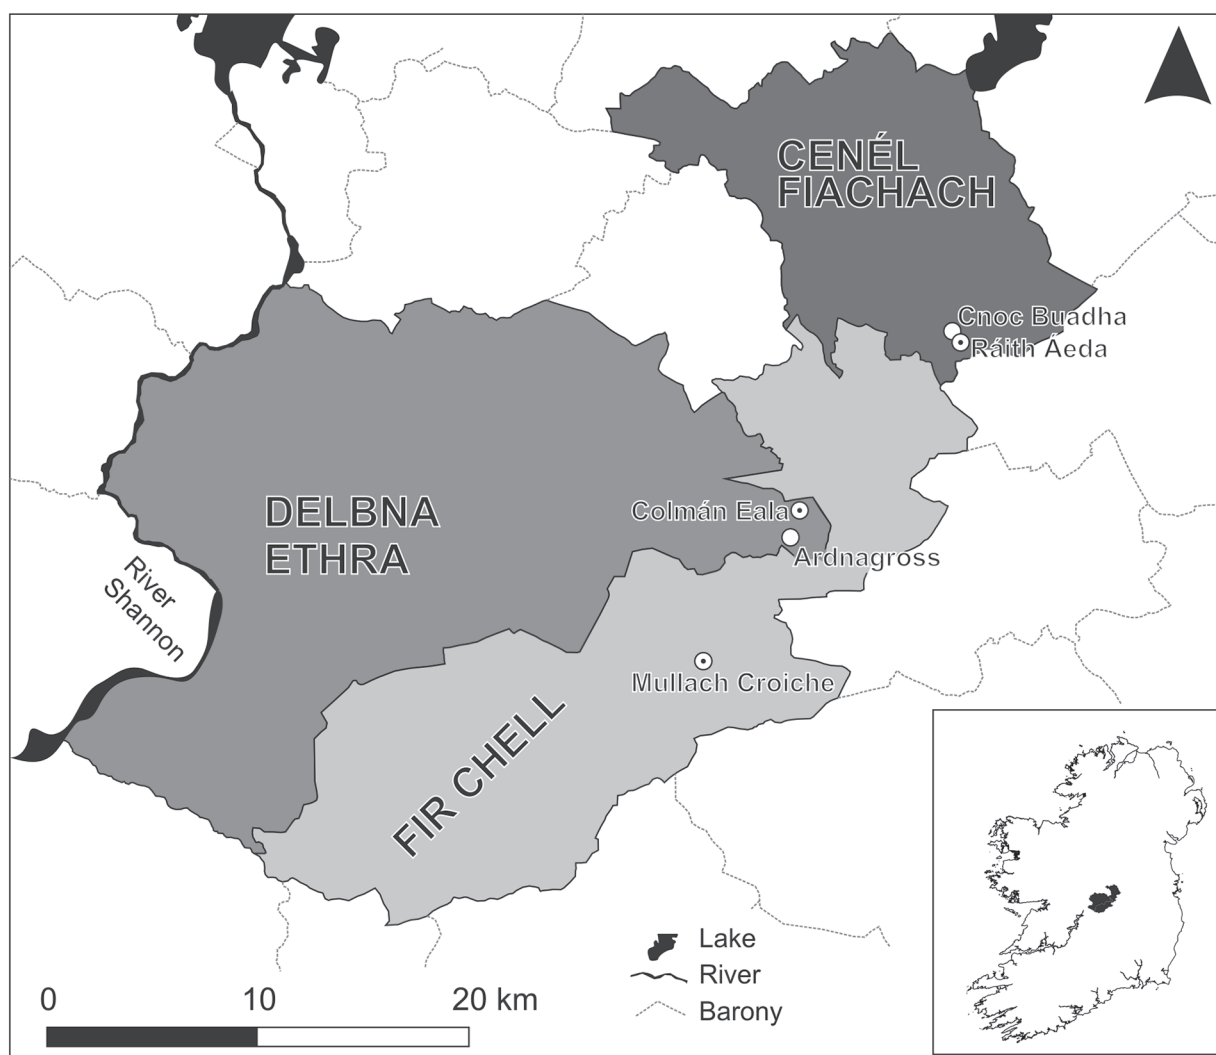 CENÉL
FIACHACH
Cnoc Buadha
Ráith Áeda
DELBNA
ETHRA
Colmán Eala
Ardnagross
River
Shannon
Mullach Croiche
FIR CHELL
Lake
River
Barony
0 10 20 km